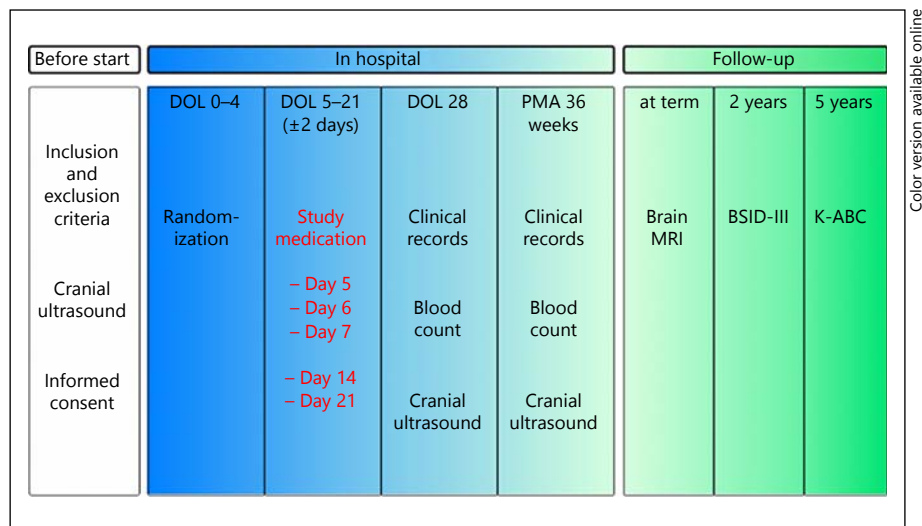 Before start
In hospital
Follow-up
Inclusion
and
exclusion
criteria
Cranial
ultrasound
Informed
consent
DOL 0–4
Random-
ization
DOL 5–21
(±2 days)
Study
medication
– Day 5
– Day 6
– Day 7
– Day 14
– Day 21
DOL 28
Clinical
records
Blood
count
Cranial
ultrasound
PMA 36
weeks
Clinical
records
Blood
count
Cranial
ultrasound
at term
Brain
MRI
2 years
BSID-III
5 years
K-ABC
Color version available online